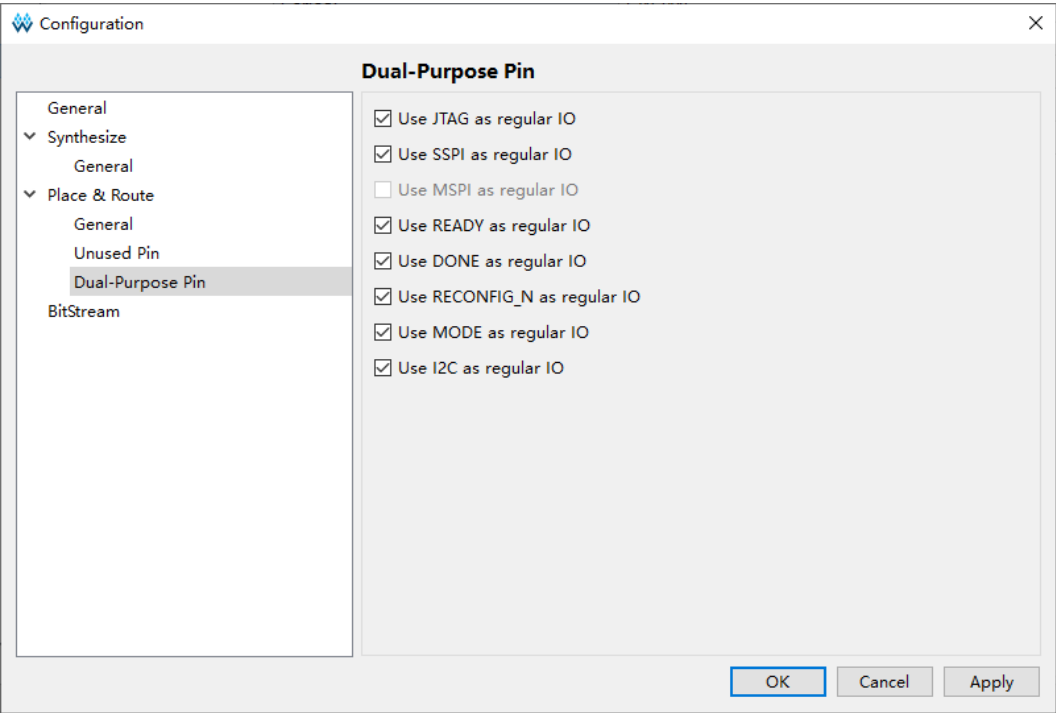 Configuration
Dual-Purpose Pin
General
Synthesize
General
Place & Route
General
Unused Pin
Dual-Purpose Pin
BitStream
Use JTAG as regular IO
Use SSPI as regular IO
Use MSPI as regular IO
Use READY as regular IO
Use DONE as regular IO
Use RECONFIG_N as regular IO
Use MODE as regular IO
Use I2C as regular IO
OK Cancel Apply